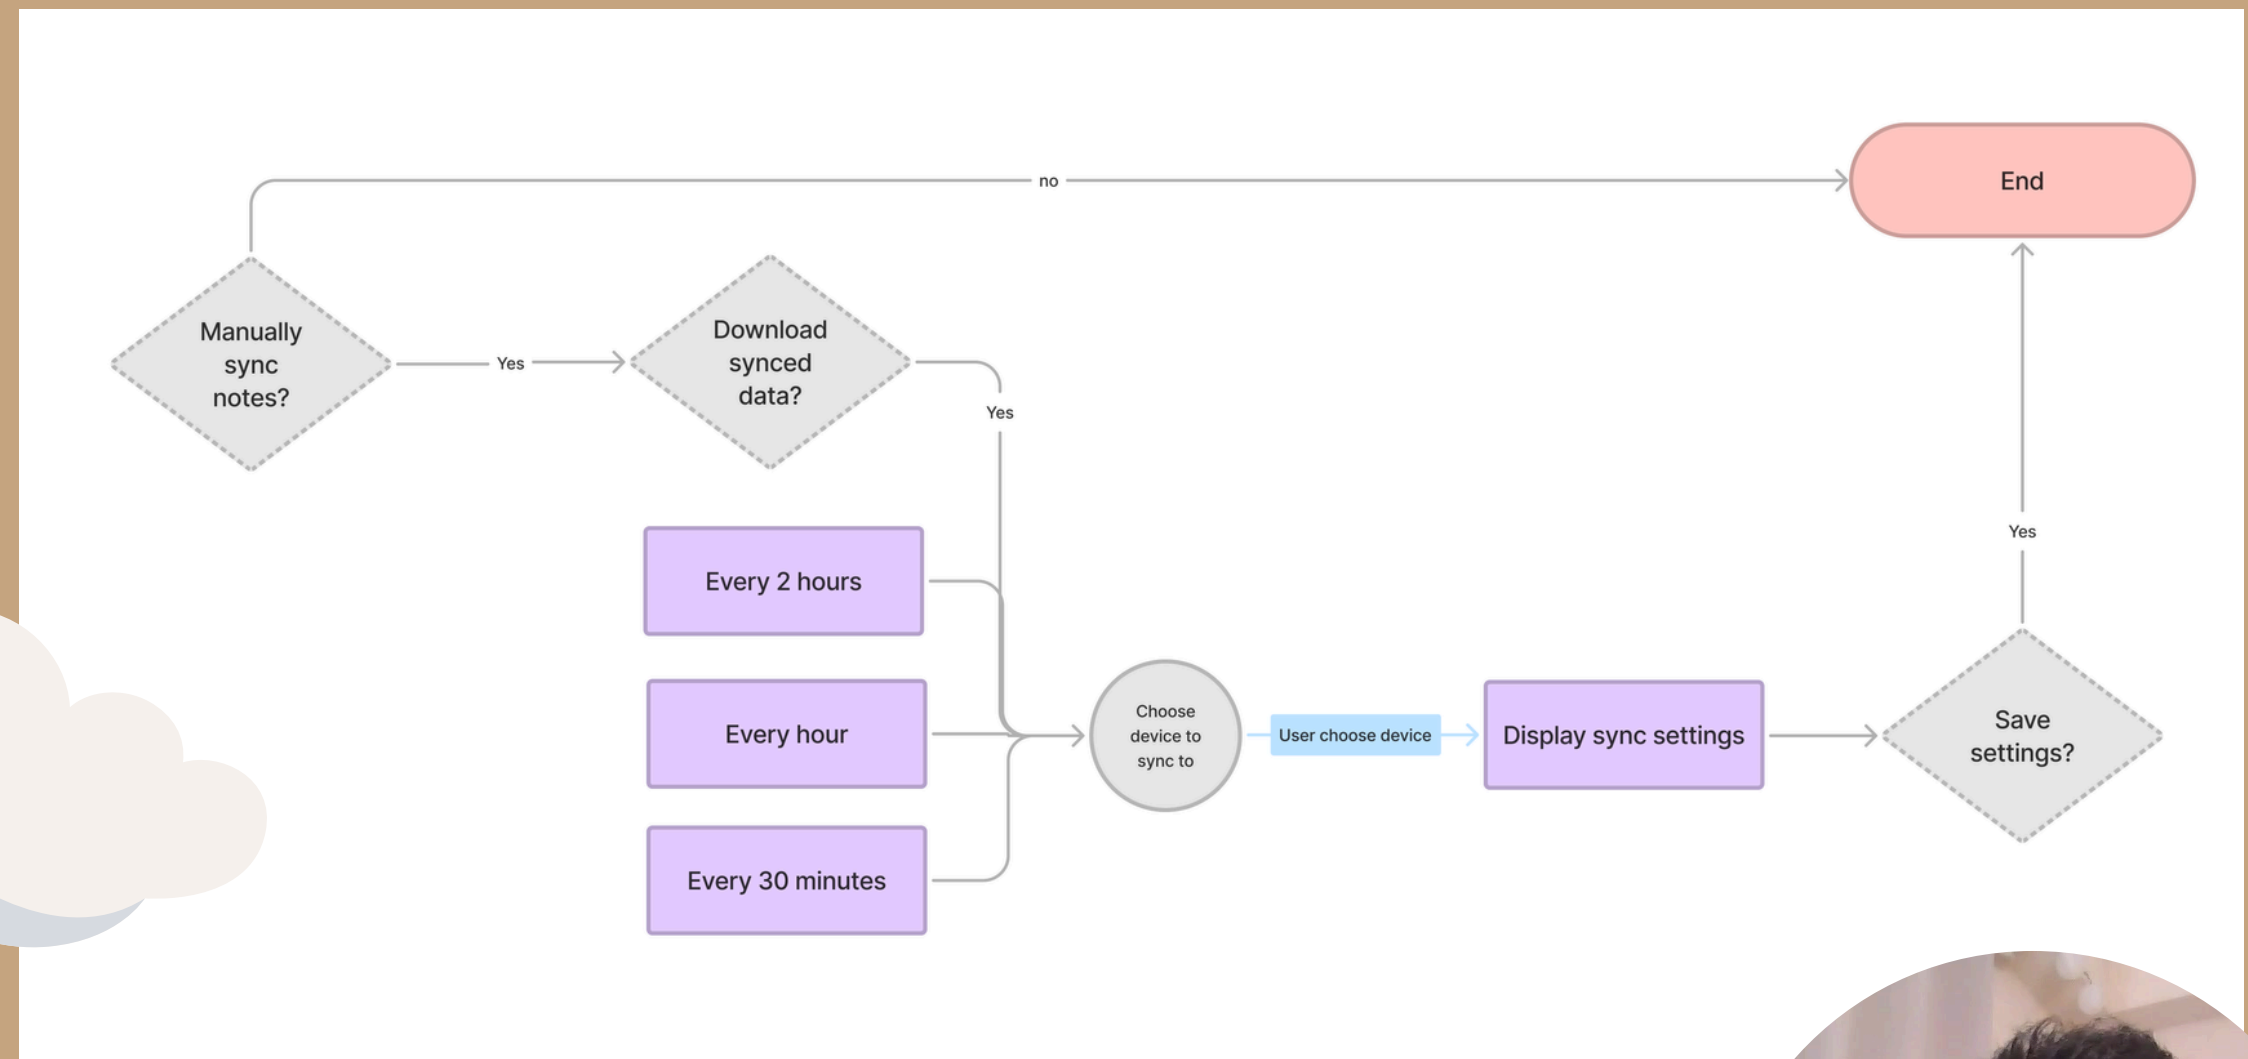 no
End
Manually
sync
notes?
Yes
Download
synced
data?
Yes
Every 2 hours
Yes
Every hour
Choose
device to
sync to
User choose device
Display sync settings
Save
settings?
Every 30 minutes